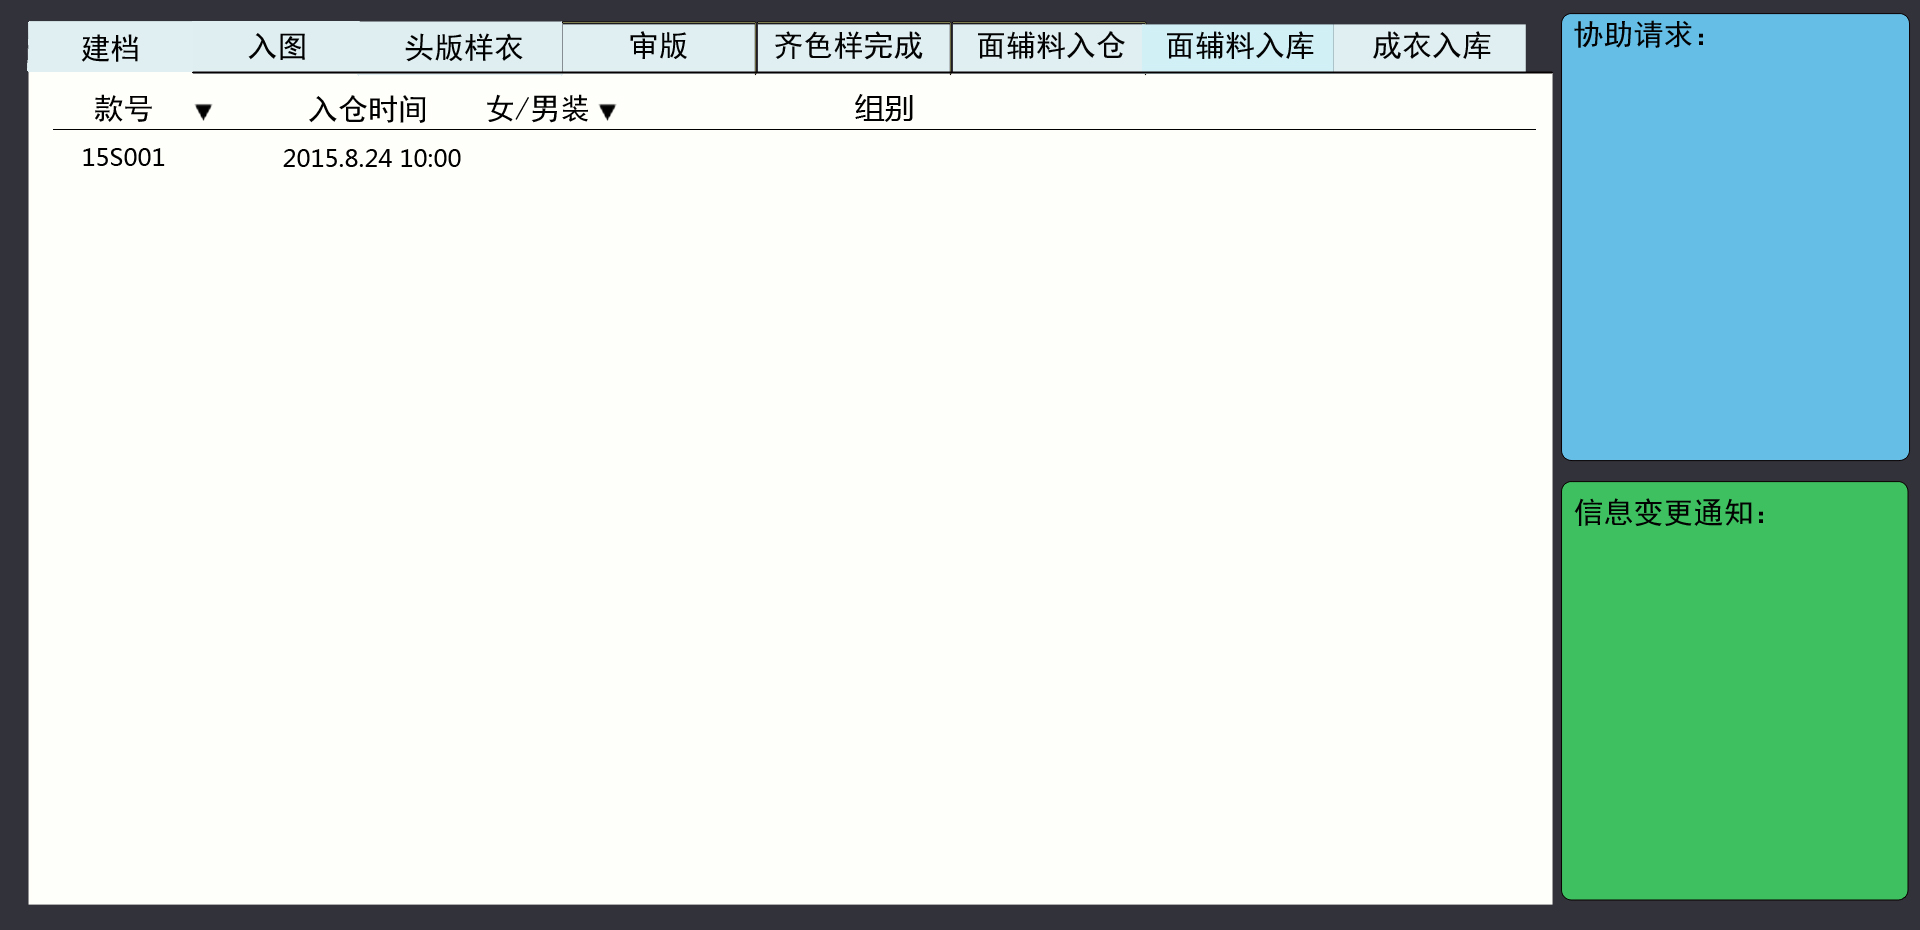 建档 入图 头版样衣 审版 齐色样完成 面辅料入仓 面辅料入库 成衣入库
款号 ▼ 入仓时间 女/男装 ▼ 组别
15S001 2015.8.24 10:00
协助请求：
信息变更通知：